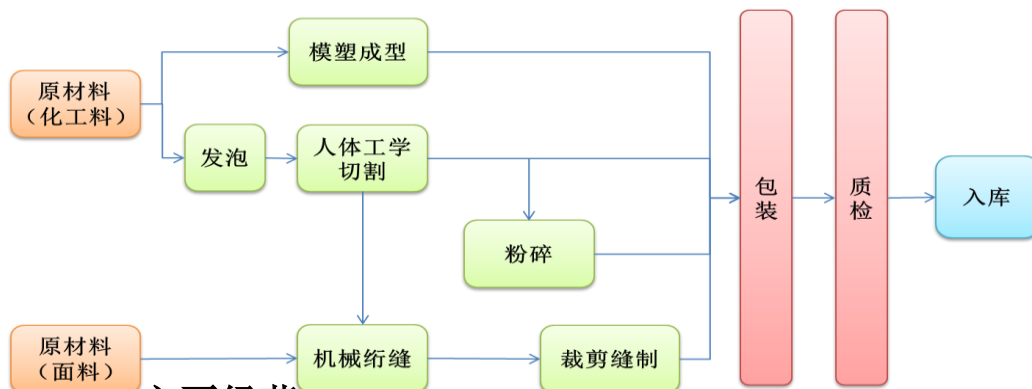 模塑成型
原材料
（化工料）
发泡
人体工学
切割
包
装
质
检
入库
粉碎
原材料
（面料）
机械绗缝
裁剪缝制